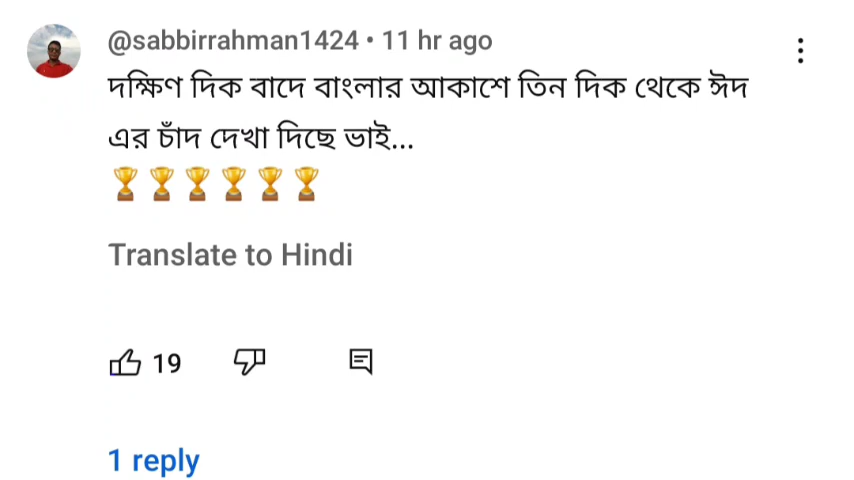 @sabbirrahman1424 • 11 hr ago
দক্ষিণ দিক বাদে বাংলার আকাশে তিন দিক থেকে ঈদ
এর চাঁদ দেখা দিছে ভাই...
🏆🏆🏆🏆🏆🏆
Translate to Hindi
19
1 reply